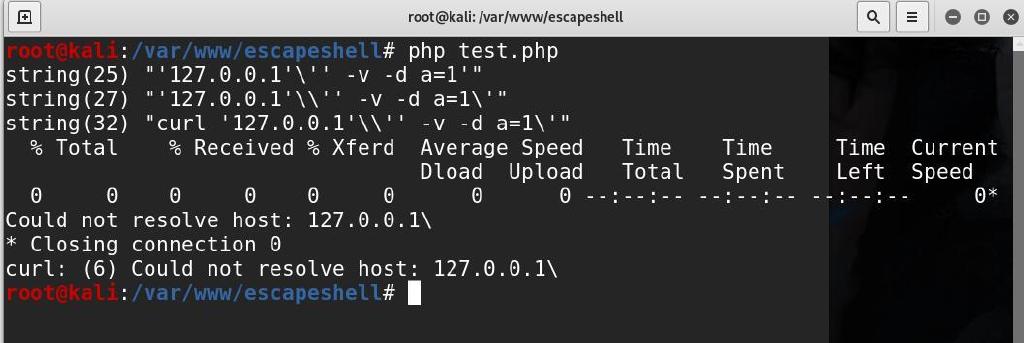 root@kali: /var/www/escapeshell
root@kali:/var/www/escapeshell# php test.php
string(25) "'127.0.0.1'\'' -v -d a=1'"
string(27) "'127.0.0.1'\\'' -v -d a=1\'"
string(32) "curl '127.0.0.1'\\'' -v -d a=1\'"
% Total % Received % Xferd Average Speed Time Time Time Current
Dload Upload Total Spent Left Speed
0 0 0 0 0 0 0 0 --:--:-- --:--:-- --:--:-- 0*
Could not resolve host: 127.0.0.1\
* Closing connection 0
curl: (6) Could not resolve host: 127.0.0.1\
root@kali:/var/www/escapeshell#